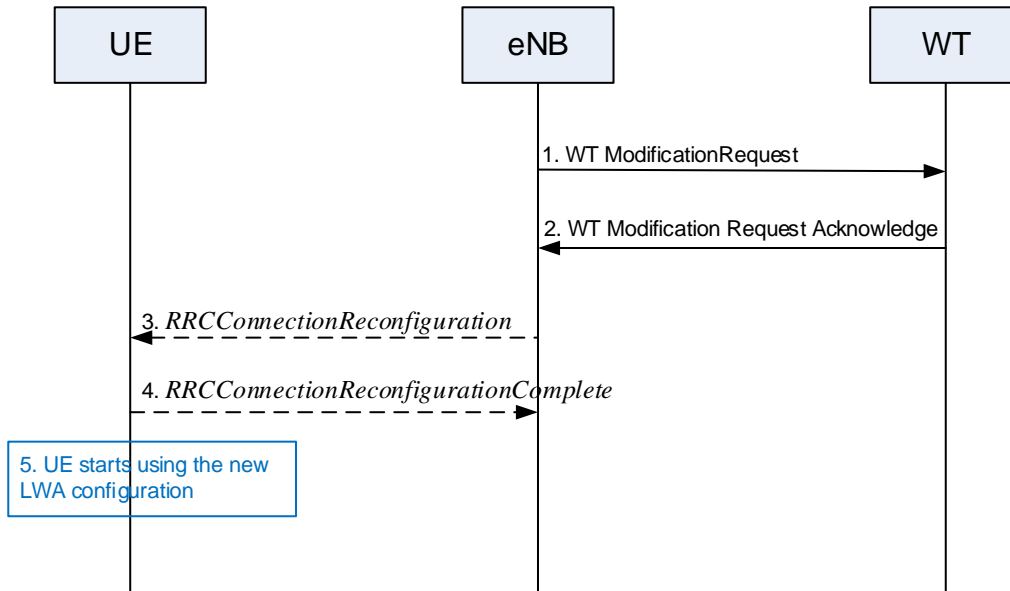 UE
eNB
WT
1. WT ModificationRequest
2. WT Modification Request Acknowledge
3. RRCConnectionReconfiguration
4. RRCConnectionReconfigurationComplete
5. UE starts using the new
LWA configuration